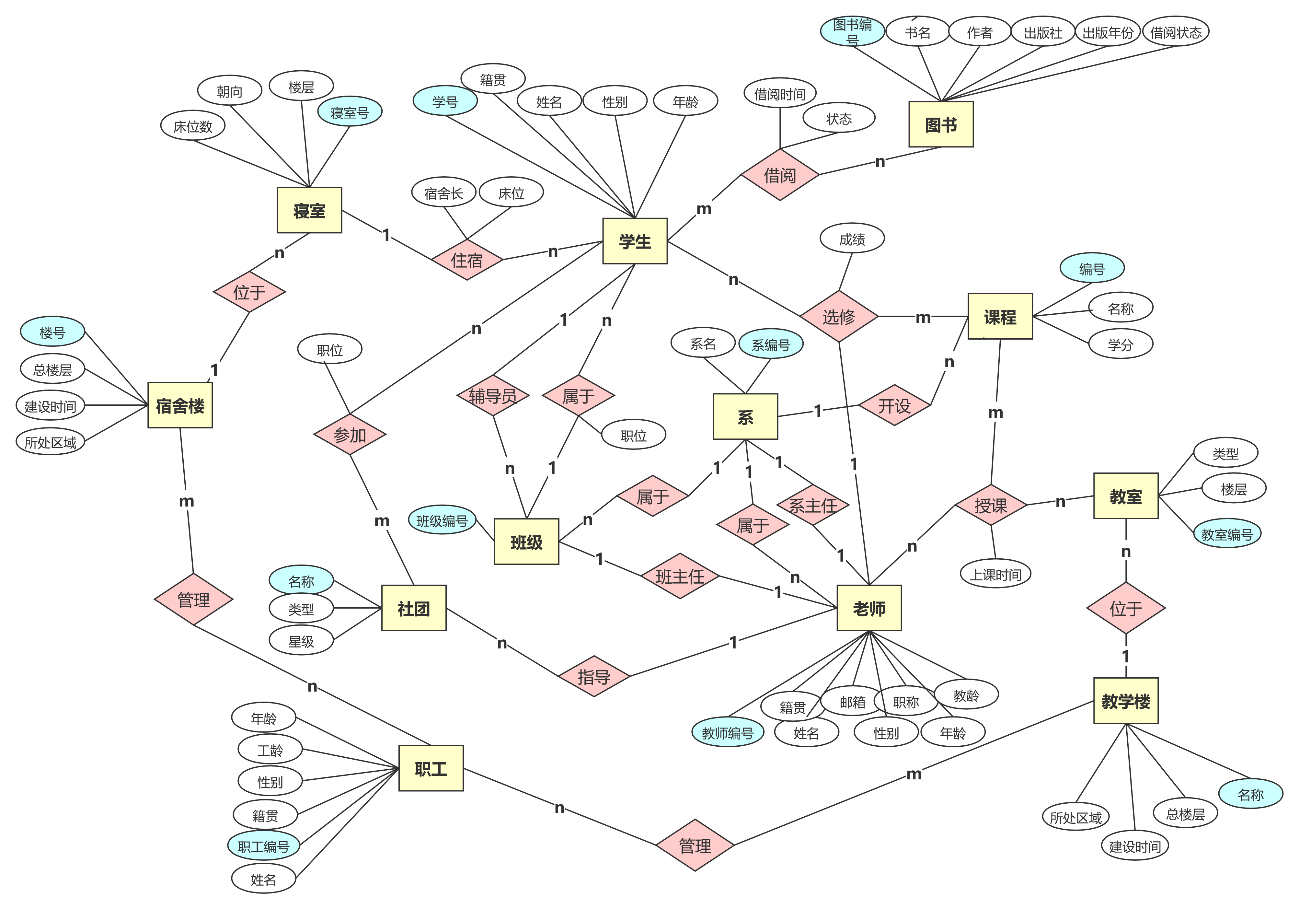 图书编
号
书名
作者
出版社
出版年份
借阅状态
籍贯
楼层
朝向
寝室号
床位数
学号
姓名
性别
年龄
借阅时间
状态
图书
借阅
n
m
宿舍长
床位
寝室
1
住宿
n
学生
成绩
n
位于
n
选修
m
课程
编号
名称
学分
楼号
总楼层
建设时间
所处区域
1
宿舍楼
职位
n
1
n
系名
系编号
n
参加
辅导员
属于
职位
系
1
开设
m
类型
楼层
教室编号
教室
n
1
n
1
属于
1
1
1
系主任
属于
授课
n
上课时间
m
m
班级编号
班级
n
1
班主任
1
1
n
n
n
管理
名称
类型
星级
社团
老师
位于
1
n
指导
1
n
年龄
工龄
性别
籍贯
职工编号
姓名
职工
籍贯
邮箱
职称
教龄
教师编号
姓名
性别
年龄
教学楼
n
管理
m
所处区域
建设时间
总楼层
名称